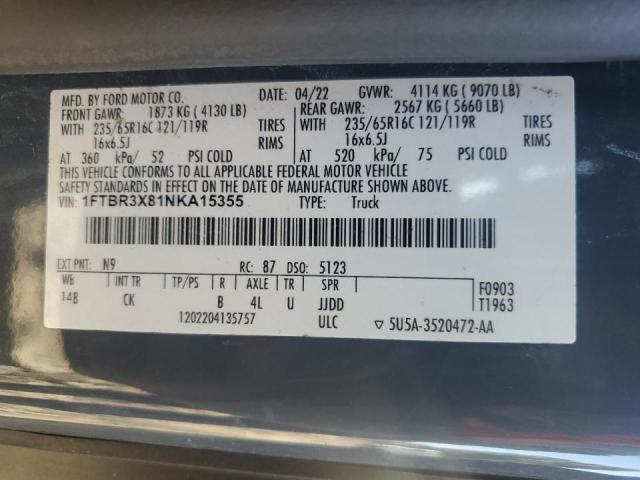 MFD. BY FORD MOTOR CO.
DATE: 04/22 GVWR: 4114 KG ( 9070 LB)
FRONT GAWR: 1873 KG ( 4130 LB) REAR GAWR: 2567 KG ( 5660 LB)
WITH 235/65R16C 121/119R TIRES WITH 235/65R16C 121/119R TIRES
16x6.5J RIMS 16x6.5J RIMS
AT 360 kPa/ 52 PSI COLD AT 520 kPa/ 75 PSI COLD
THIS VEHICLE CONFORMS TO ALL APPLICABLE FEDERAL MOTOR VEHICLE
SAFETY STANDARDS IN EFFECT ON THE DATE OF MANUFACTURE SHOWN ABOVE.
VIN: 1FTBR3X81NKA15355 TYPE: Truck
EXT PNT: N9 RC: 87 DSO: 5123
WB INT TR TP/PS R AXLE TR SPR F0903
148 CK B 4L U JJDD T1963
1202204135757 ULC ▽ 5U5A-3520472-AA